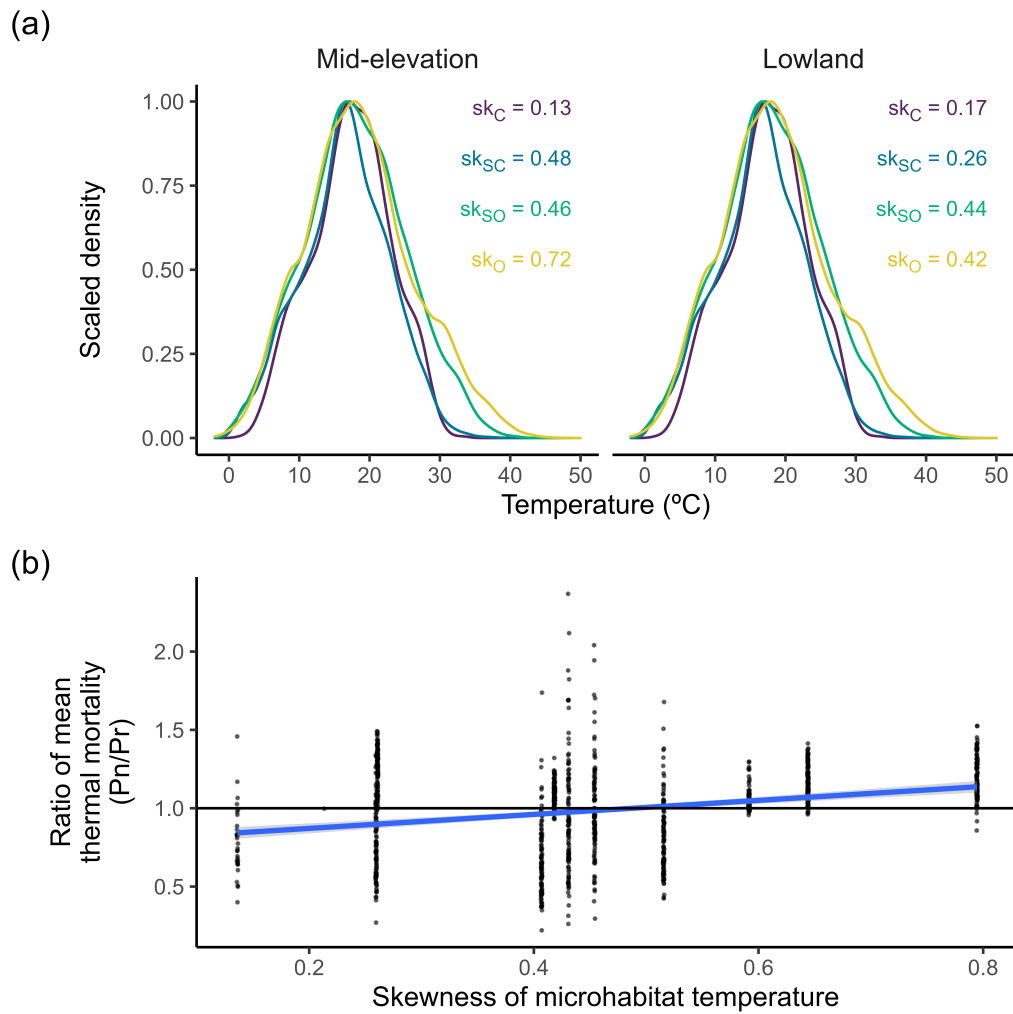 (a)
Mid-elevation
Lowland
Scaled density
1.00
0.75
0.50
0.25
0.00
skC = 0.13
skSC = 0.48
skSO = 0.46
skO = 0.72
skC = 0.17
skSC = 0.26
skSO = 0.44
skO = 0.42
0 10 20 30 40 50
0 10 20 30 40 50
Temperature (ºC)
(b)
Ratio of mean
thermal mortality
(Pn/Pr)
2.0
1.5
1.0
0.5
0.2 0.4 0.6 0.8
Skewness of microhabitat temperature